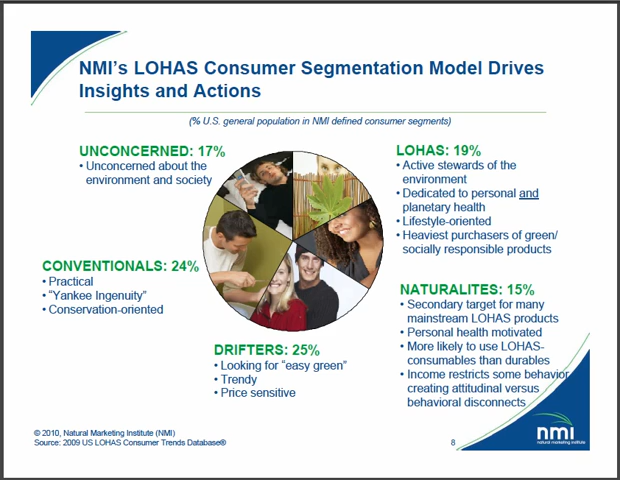 NMI's LOHAS Consumer Segmentation Model Drives
Insights and Actions
(% U.S. general population in NMI defined consumer segments)
UNCONCERNED: 17%
• Unconcerned about the
environment and society
LOHAS: 19%
• Active stewards of the
environment
• Dedicated to personal and
planetary health
• Lifestyle-oriented
• Heaviest purchasers of green/
socially responsible products
CONVENTIONALS: 24%
• Practical
• "Yankee Ingenuity"
• Conservation-oriented
NATURALITES: 15%
• Secondary target for many
mainstream LOHAS products
• Personal health motivated
• More likely to use LOHAS-
consumables than durables
• Income restricts some behavior,
creating attitudinal versus
behavioral disconnects
DRIFTERS: 25%
• Looking for "easy green"
• Trendy
• Price sensitive
© 2010, Natural Marketing Institute (NMI)
Source: 2009 US LOHAS Consumer Trends Database®
8
nmi
natural marketing institute